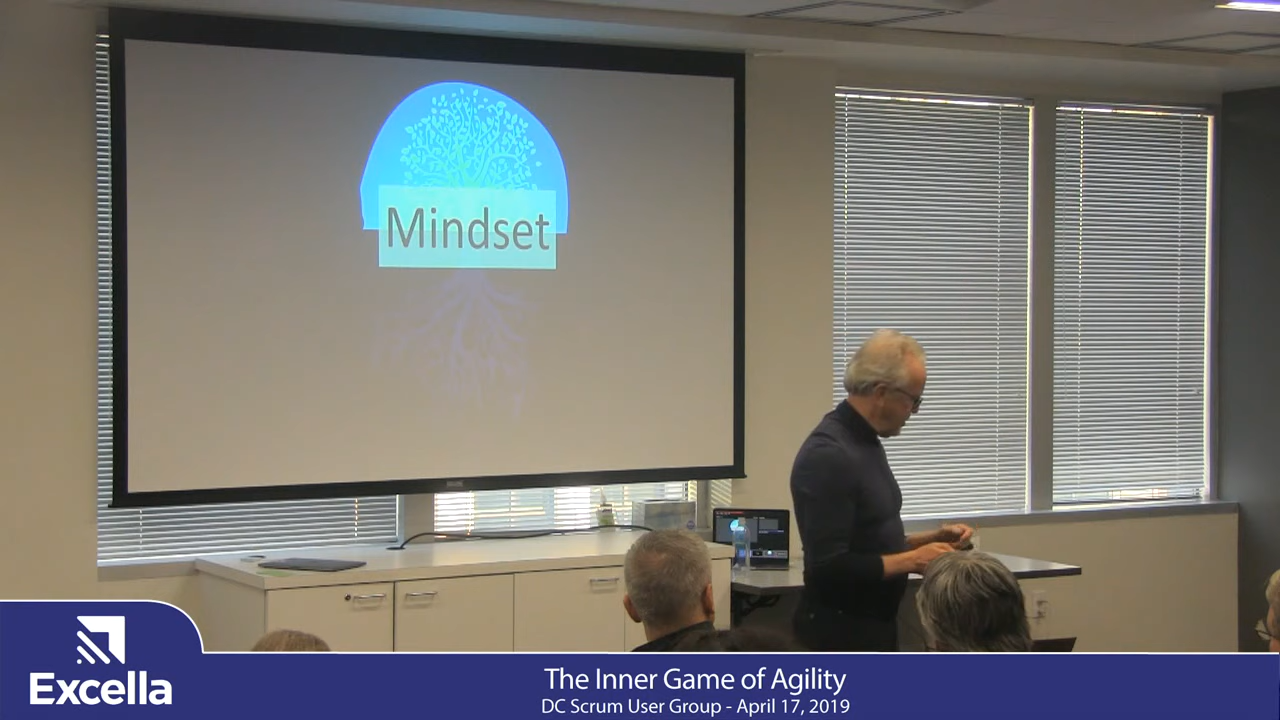 Mindset
Excella
The Inner Game of Agility
DC Scrum User Group - April 17, 2019